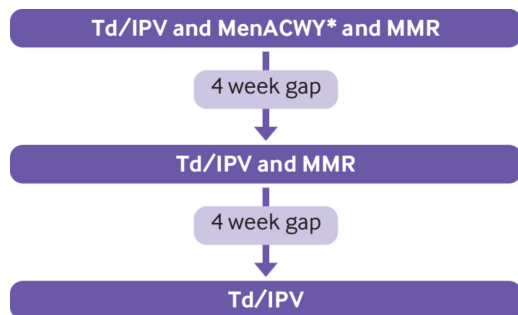 Td/IPV and MenACWY* and MMR
4 week gap
Td/IPV and MMR
4 week gap
Td/IPV